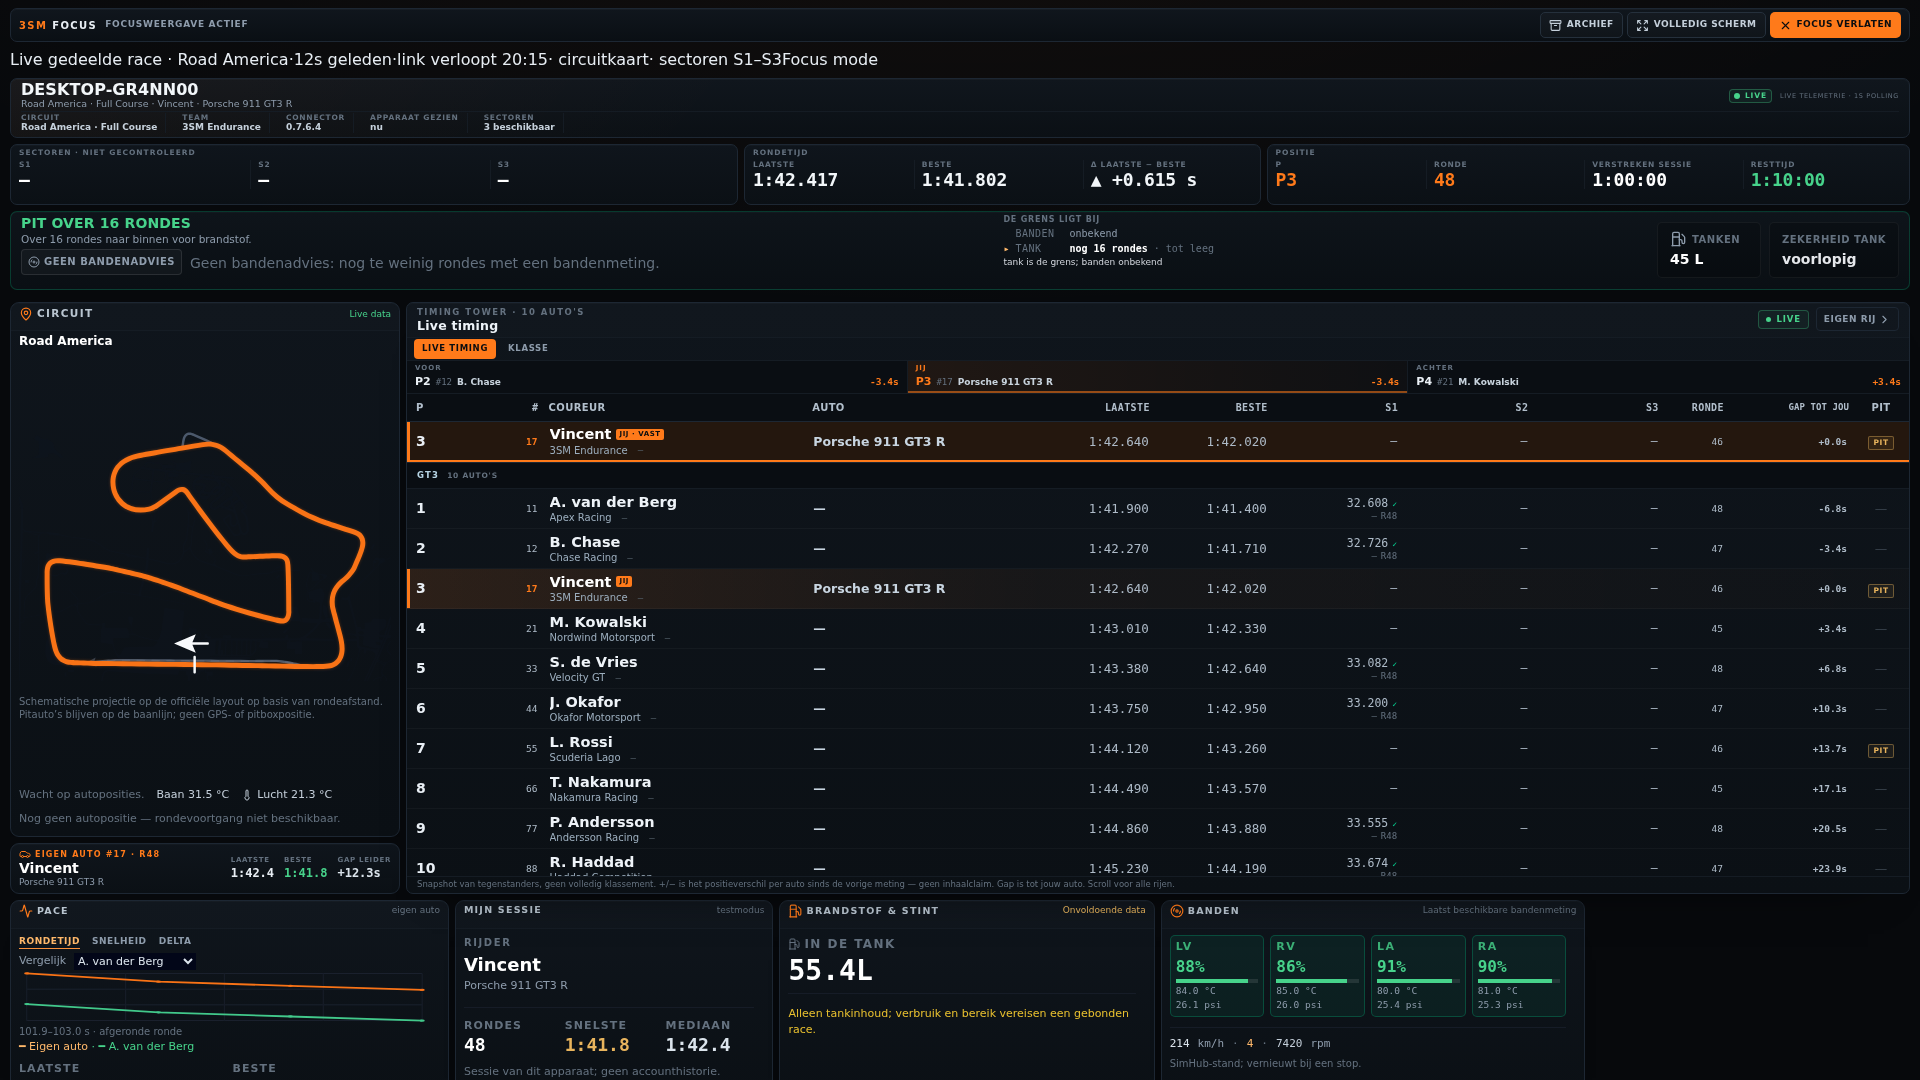 3SM FOCUS FOCUSWEERGAVE ACTIEF ARCHIEF VOLLEDIG SCHERM FOCUS VERLATEN
Live gedeelde race · Road America·12s geleden·link verloopt 20:15· circuitkaart· sectoren S1–S3Focus mode
DESKTOP-GR4NN00
Road America · Full Course · Vincent · Porsche 911 GT3 R
LIVE LIVE TELEMETRIE · 1S POLLING
CIRCUIT TEAM CONNECTOR APPARAAT GEZIEN SECTOREN
Road America · Full Course 3SM Endurance 0.7.6.4 nu 3 beschikbaar
SECTOREN · NIET GECONTROLEERD
S1 S2 S3
— — —
RONDETIJD
LAATSTE BESTE Δ LAATSTE − BESTE
1:42.417 1:41.802 ▲ +0.615 s
POSITIE
P RONDE VERSTREKEN SESSIE RESTTIJD
P3 48 1:00:00 1:10:00
PIT OVER 16 RONDES
Over 16 rondes naar binnen voor brandstof.
GEEN BANDENADVIES Geen bandenadvies: nog te weinig rondes met een bandenmeting.
DE GRENS LIGT BIJ
BANDEN onbekend
▸ TANK nog 16 rondes · tot leeg
tank is de grens; banden onbekend
TANKEN
45 L
ZEKERHEID TANK
voorlopig
CIRCUIT Live data
Road America
Schematische projectie op de officiële layout op basis van rondeafstand.
Pitauto's blijven op de baanlijn; geen GPS- of pitboxpositie.
Wacht op autoposities. Baan 31.5 °C Lucht 21.3 °C
Nog geen autopositie — rondevoortgang niet beschikbaar.
EIGEN AUTO #17 · R48
Vincent
Porsche 911 GT3 R
LAATSTE BESTE GAP LEIDER
1:42.4 1:41.8 +12.3s
TIMING TOWER · 10 AUTO'S
Live timing
LIVE EIGEN RIJ
LIVE TIMING KLASSE
VOOR
P2 #12 B. Chase -3.4s
JIJ
P3 #17 Porsche 911 GT3 R -3.4s
ACHTER
P4 #21 M. Kowalski +3.4s
P # COUREUR AUTO LAATSTE BESTE S1 S2 S3 RONDE GAP TOT JOU PIT
3 17 Vincent JIJ · VAST Porsche 911 GT3 R 1:42.640 1:42.020 — — — 46 +0.0s PIT
3SM Endurance —
GT3 10 AUTO'S
1 11 A. van der Berg — 1:41.900 1:41.400 32.608 ✓ — — 48 -6.8s —
Apex Racing — — R48
2 12 B. Chase — 1:42.270 1:41.710 32.726 ✓ — — 47 -3.4s —
Chase Racing — — R48
3 17 Vincent JIJ Porsche 911 GT3 R 1:42.640 1:42.020 — — — 46 +0.0s PIT
3SM Endurance —
4 21 M. Kowalski — 1:43.010 1:42.330 — — — 45 +3.4s —
Nordwind Motorsport —
5 33 S. de Vries — 1:43.380 1:42.640 33.082 ✓ — — 48 +6.8s —
Velocity GT — — R48
6 44 J. Okafor — 1:43.750 1:42.950 33.200 ✓ — — 47 +10.3s —
Okafor Motorsport — — R48
7 55 L. Rossi — 1:44.120 1:43.260 — — — 46 +13.7s PIT
Scuderia Lago —
8 66 T. Nakamura — 1:44.490 1:43.570 — — — 45 +17.1s —
Nakamura Racing —
9 77 P. Andersson — 1:44.860 1:43.880 33.555 ✓ — — 48 +20.5s —
Andersson Racing — — R48
10 88 R. Haddad — 1:45.230 1:44.190 33.674 ✓ — — 47 +23.9s —
Snapshot van tegenstanders, geen volledig klassement. +/− is het positieverschil per auto sinds de vorige meting — geen inhaalclaim. Gap is tot jouw auto. Scroll voor alle rijen.
PACE eigen auto
RONDETIJD SNELHEID DELTA
Vergelijk A. van der Berg
101.9–103.0 s · afgeronde ronde
Eigen auto · A. van der Berg
LAATSTE BESTE
MIJN SESSIE testmodus
RIJDER
Vincent
Porsche 911 GT3 R
RONDES SNELSTE MEDIAAN
48 1:41.8 1:42.4
Sessie van dit apparaat; geen accounthistorie.
BRANDSTOF & STINT Onvoldoende data
IN DE TANK
55.4L
Alleen tankinhoud; verbruik en bereik vereisen een gebonden
race.
BANDEN Laatst beschikbare bandenmeting
LV RV LA RA
88% 86% 91% 90%
84.0 °C 85.0 °C 80.0 °C 81.0 °C
26.1 psi 26.0 psi 25.4 psi 25.3 psi
214 km/h · 4 · 7420 rpm
SimHub-stand; vernieuwt bij een stop.